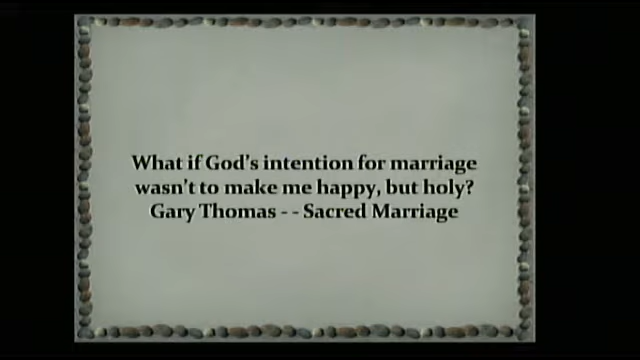 What if God's intention for marriage
wasn't to make me happy, but holy?
Gary Thomas - - Sacred Marriage